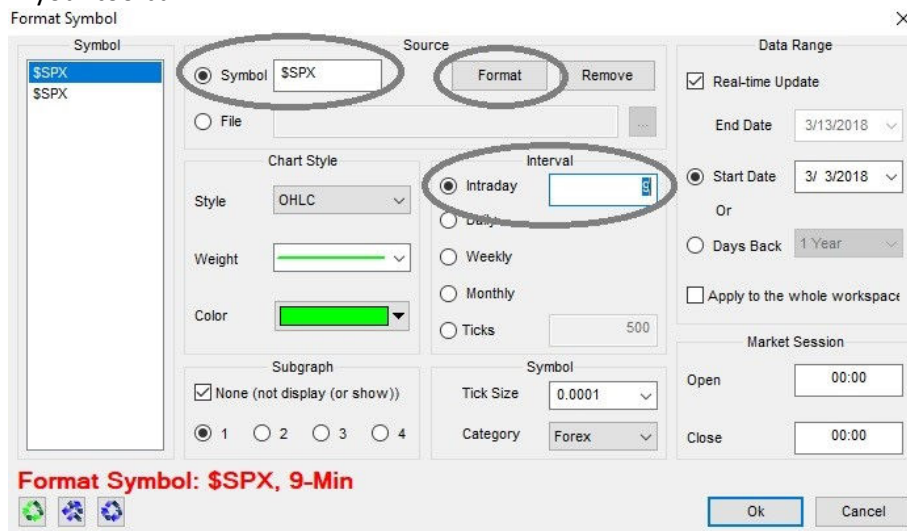 Format Symbol
Symbol
$SPX
$SPX
Source
Symbol $SPX Format Remove
File ...
Chart Style
Style OHLC
Weight
Color
Interval
Intraday 9
Daily
Weekly
Monthly
Ticks 500
Subgraph
None (not display (or show))
1 2 3 4
Symbol
Tick Size 0.0001
Category Forex
Data Range
Real-time Update
End Date 3/13/2018
Start Date 3/ 3/2018
Or
Days Back 1 Year
Apply to the whole workspace
Market Session
Open 00:00
Close 00:00
Format Symbol: $SPX, 9-Min
Ok Cancel